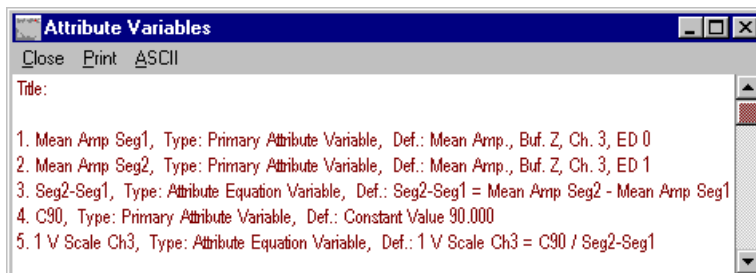 Attribute Variables
Close Print ASCII
Title:
1. Mean Amp Seg1, Type: Primary Attribute Variable, Def.: Mean Amp., Buf. Z, Ch. 3, ED 0
2. Mean Amp Seg2, Type: Primary Attribute Variable, Def.: Mean Amp., Buf. Z, Ch. 3, ED 1
3. Seg2-Seg1, Type: Attribute Equation Variable, Def.: Seg2-Seg1 = Mean Amp Seg2 - Mean Amp Seg1
4. C90, Type: Primary Attribute Variable, Def.: Constant Value 90.000
5. 1 V Scale Ch3, Type: Attribute Equation Variable, Def.: 1 V Scale Ch3 = C90 / Seg2-Seg1